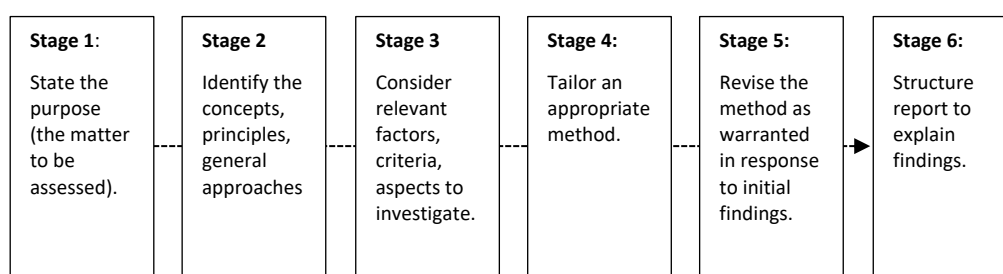 Stage 1:
State the
purpose
(the matter
to be
assessed).
Stage 2
Identify the
concepts,
principles,
general
approaches
Stage 3
Consider
relevant
factors,
criteria,
aspects to
investigate.
Stage 4:
Tailor an
appropriate
method.
Stage 5:
Revise the
method as
warranted
in response
to initial
findings.
Stage 6:
Structure
report to
explain
findings.